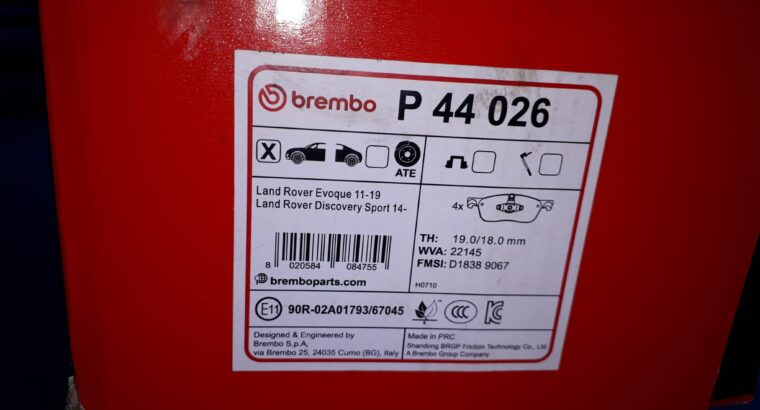 brembo P 44 026
X
ATE
Land Rover Evoque 11-19
Land Rover Discovery Sport 14-
4x
8 020584 084755
TH: 19.0/18.0 mm
WVA: 22145
FMSI: D1838 9067
bremboparts.com
H0710
E11 90R-02A01793/67045
CCC
Designed & Engineered by
Brembo S.p.A,
via Brembo 25, 24035 Curno (BG), Italy
Made in PRC
Shandong BRGP Friction Technology Co., Ltd
A Brembo Group Company